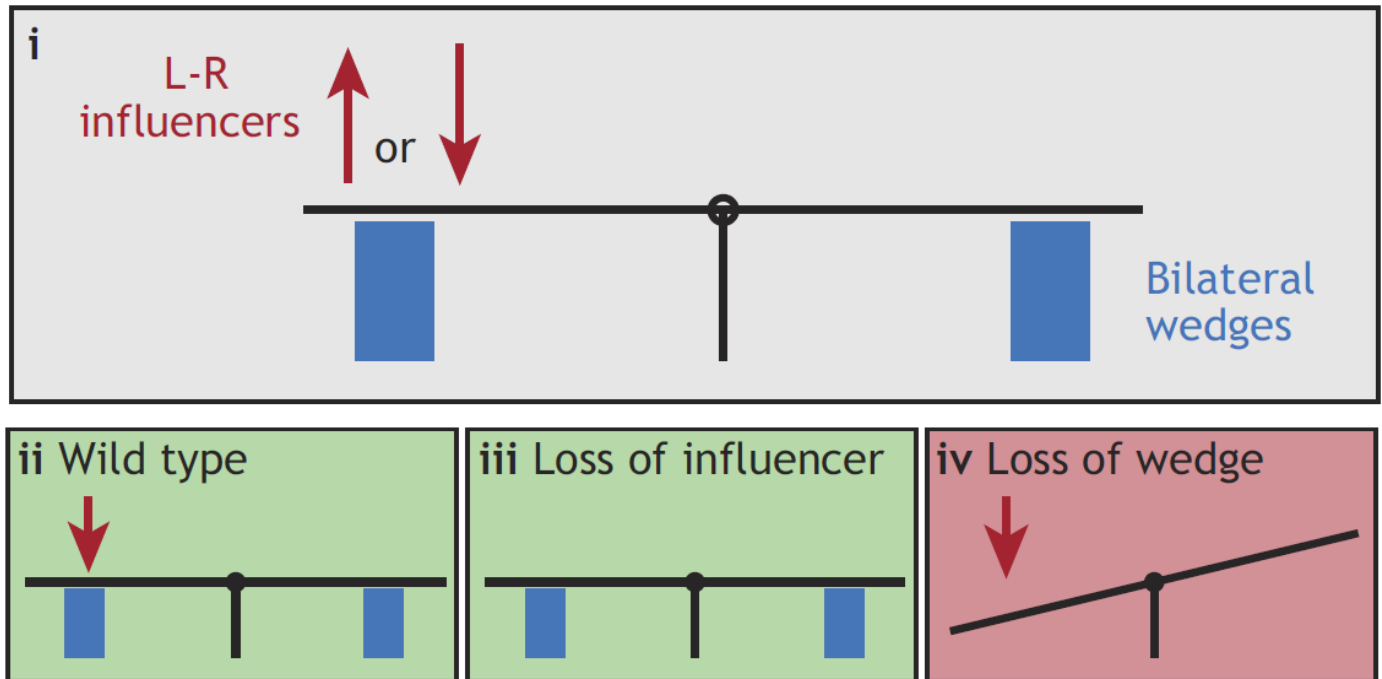 i
L-R
influencers
or
Bilateral
wedges
ii Wild type
iii Loss of influencer
iv Loss of wedge